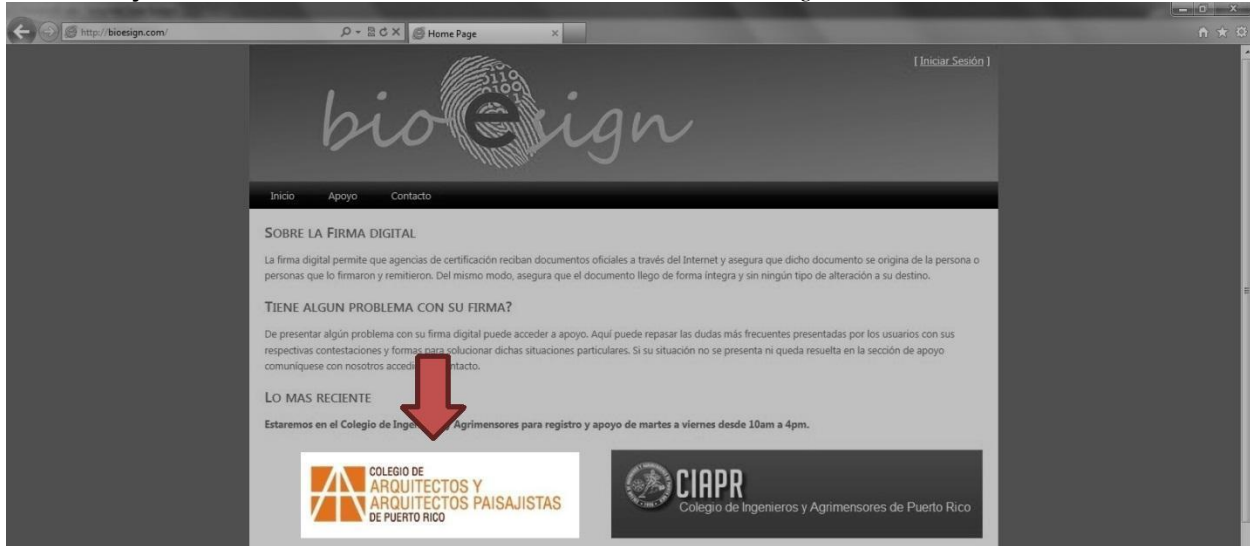 http://bioesign.com/
Home Page
[ Iniciar Sesión ]
bio e sign
Inicio Apoyo Contacto
SOBRE LA FIRMA DIGITAL
La firma digital permite que agencias de certificación reciban documentos oficiales a través del Internet y asegura que dicho documento se origina de la persona o
personas que lo firmaron y remitieron. Del mismo modo, asegura que el documento llego de forma íntegra y sin ningún tipo de alteración a su destino.
TIENE ALGUN PROBLEMA CON SU FIRMA?
De presentar algún problema con su firma digital puede acceder a apoyo. Aquí puede repasar las dudas más frecuentes presentadas por los usuarios con sus
respectivas contestaciones y formas para solucionar dichas situaciones particulares. Si su situación no se presenta ni queda resuelta en la sección de apoyo
comuníquese con nosotros accedi ntacto.
LO MAS RECIENTE
Estaremos en el Colegio de Inge y Agrimensores para registro y apoyo de martes a viernes desde 10am a 4pm.
COLEGIO DE
ARQUITECTOS Y
ARQUITECTOS PAISAJISTAS
DE PUERTO RICO
CIAPR
Colegio de Ingenieros y Agrimensores de Puerto Rico